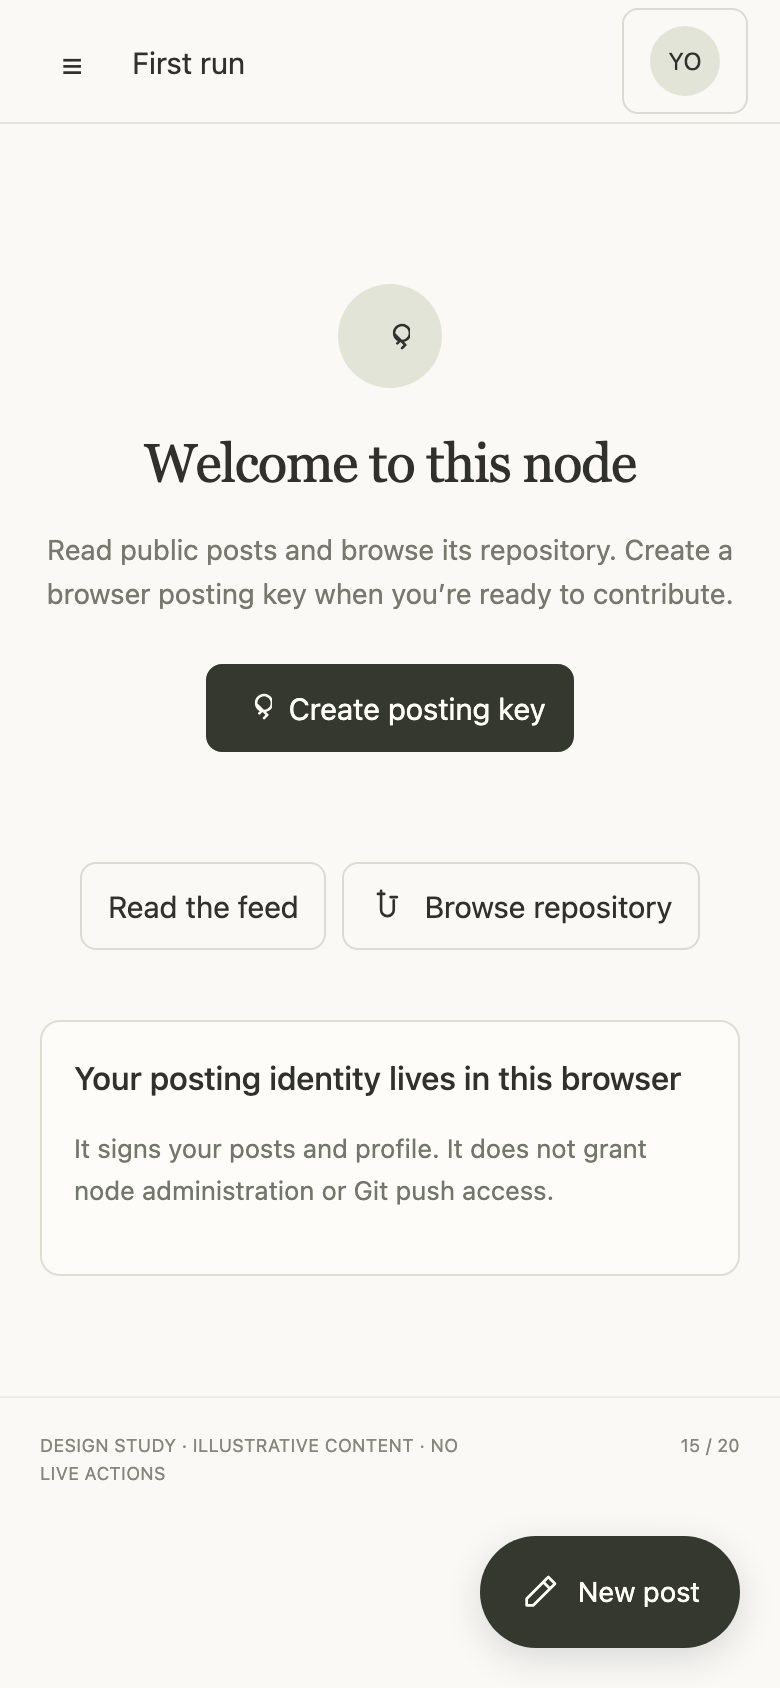 First run
YO
Welcome to this node
Read public posts and browse its repository. Create a
browser posting key when you’re ready to contribute.
Create posting key
Read the feed
Browse repository
Your posting identity lives in this browser
It signs your posts and profile. It does not grant
node administration or Git push access.
DESIGN STUDY · ILLUSTRATIVE CONTENT · NO
LIVE ACTIONS
15 / 20
New post